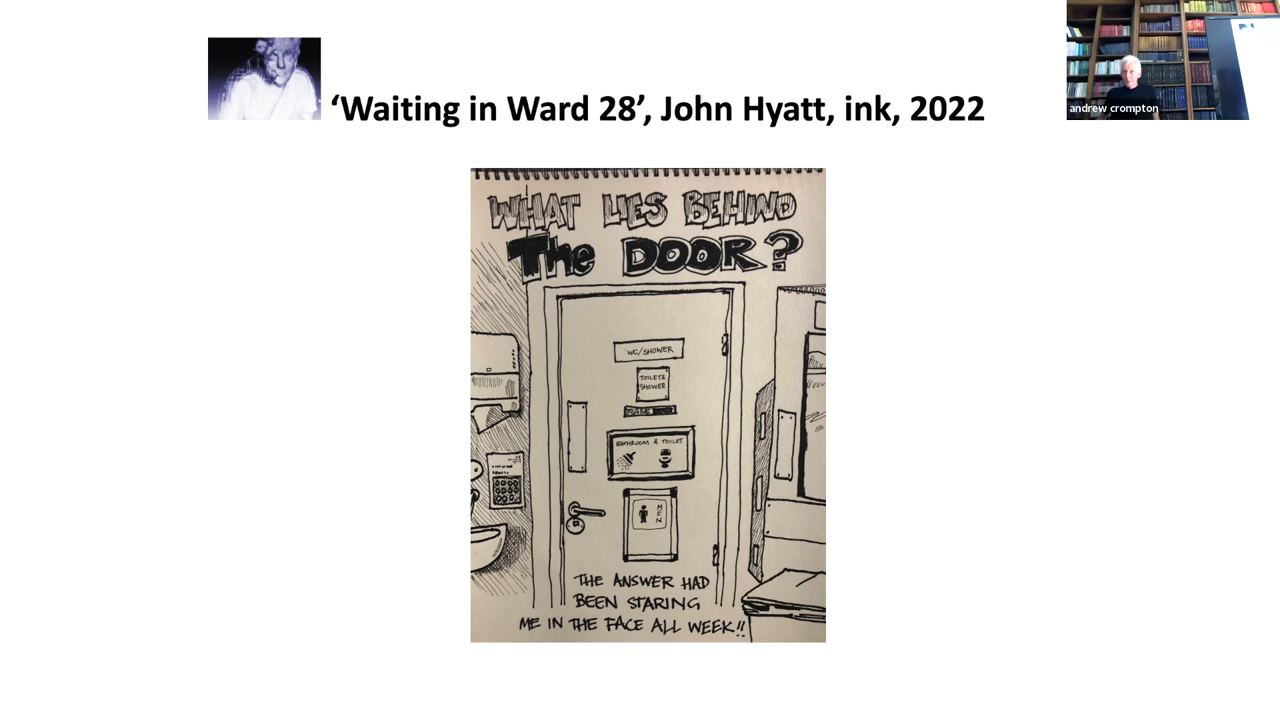 ‘Waiting in Ward 28’, John Hyatt, ink, 2022
andrew crompton
WHAT LIES BEHIND
The DOOR?
WC/SHOWER
TOILET &
SHOWER
BATHROOM & TOILET
MEN
THE ANSWER HAD
BEEN STARING
ME IN THE FACE ALL WEEK!!